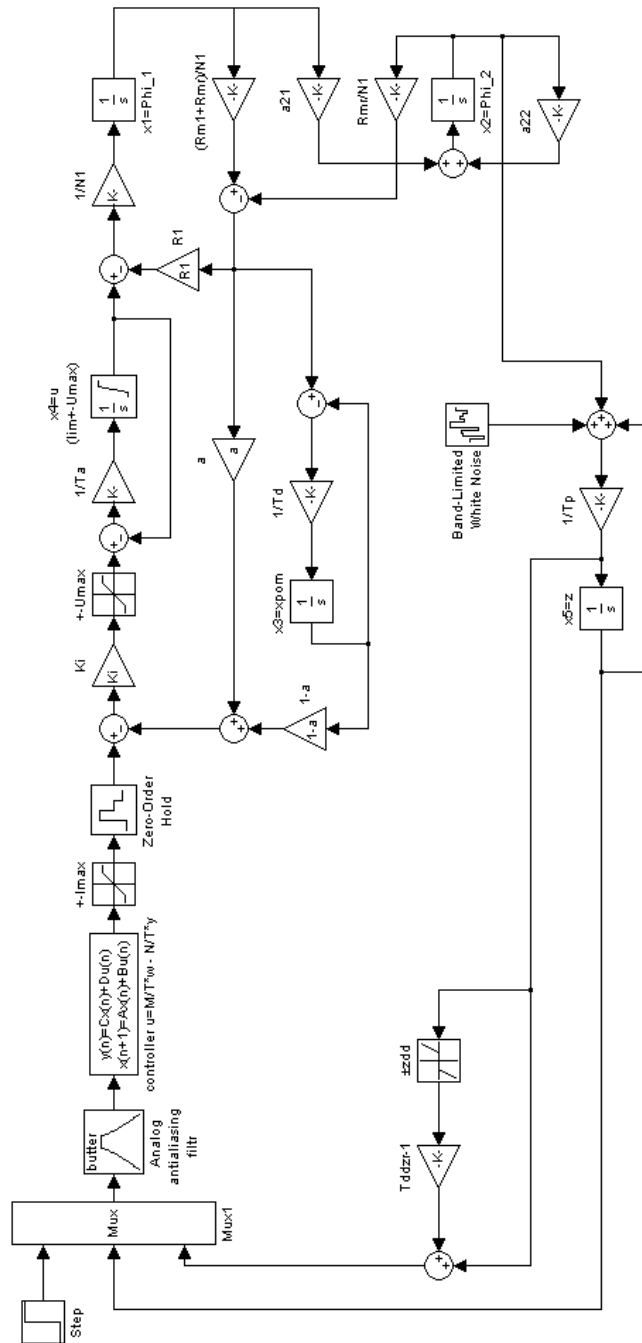 Step
Mux
Mux1
butter
Analog
antialiasing
filtr
y(n)=Cx(n)+Du(n)
x(n+1)=Ax(n)+Bu(n)
controller u=M/T*w - N/T*y
+-Imax
Zero-Order
Hold
+
-
Ki
Ki
+-Umax
+
-
1/Ta
K-
x4=u
(lim+-Umax)
1
s
+
-
1/N1
K-
1
s
x1=Phi_1
R1
R1
-K-
(Rm1+Rmr)/N1
+
-
a21
-K-
Rmr/N1
-K-
1
s
x2=Phi_2
+
+
a22
-K-
a
a
+
-
1/Td
-K-
x3=xpom
1
s
1-a
1-a
+
+
Band-Limited
White Noise
+
+
+
1/Tp
-K-
x5=z
1
s
±zdd
Tddzr-1
-K-
+
+